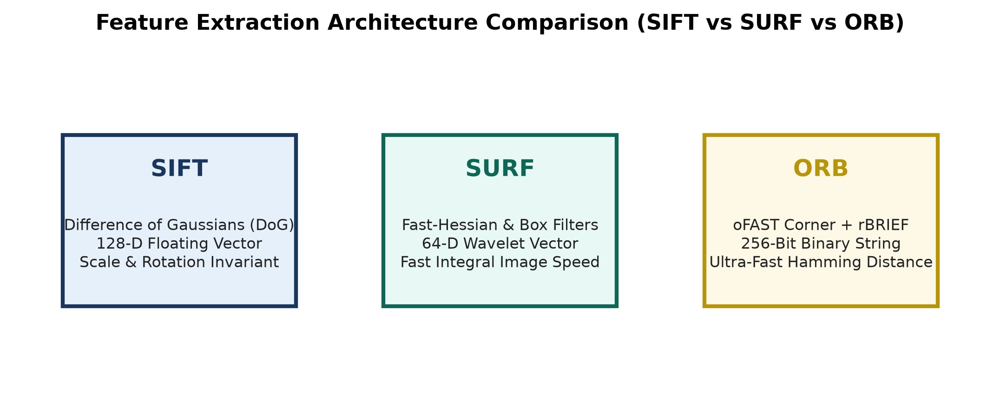 Feature Extraction Architecture Comparison (SIFT vs SURF vs ORB)
SIFT
Difference of Gaussians (DoG)
128-D Floating Vector
Scale & Rotation Invariant
SURF
Fast-Hessian & Box Filters
64-D Wavelet Vector
Fast Integral Image Speed
ORB
oFAST Corner + rBRIEF
256-Bit Binary String
Ultra-Fast Hamming Distance